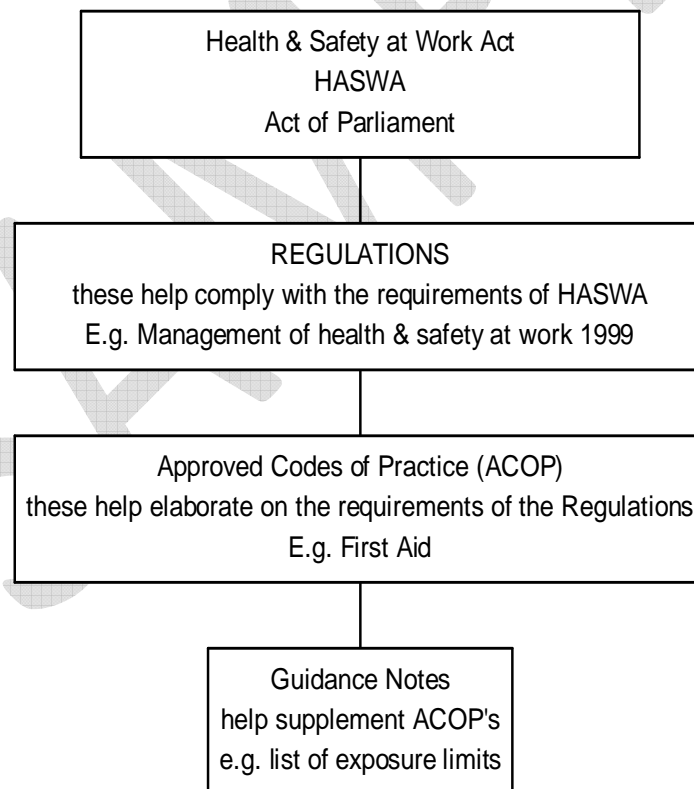 Health & Safety at Work Act
HASWA
Act of Parliament
REGULATIONS
these help comply with the requirements of HASWA
E.g. Management of health & safety at work 1999
Approved Codes of Practice (ACOP)
these help elaborate on the requirements of the Regulations
E.g. First Aid
Guidance Notes
help supplement ACOP's
e.g. list of exposure limits